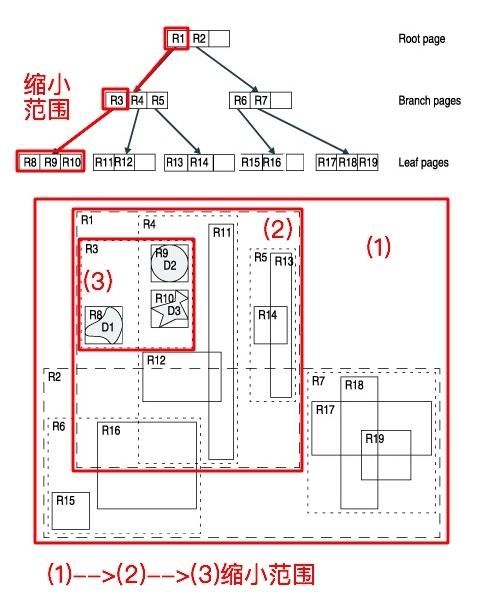 R1 R2
Root page
缩小
范围
R3 R4 R5
R6 R7
Branch pages
R8 R9 R10
R11 R12
R13 R14
R15 R16
R17 R18 R19
Leaf pages
(1)
R1
R4
R11
(2)
R3
R9
D2
R5
R13
(3)
R10
D3
R8
D1
R14
R12
R2
R7
R18
R17
R6
R16
R19
R15
(1)-->(2)-->(3)缩小范围